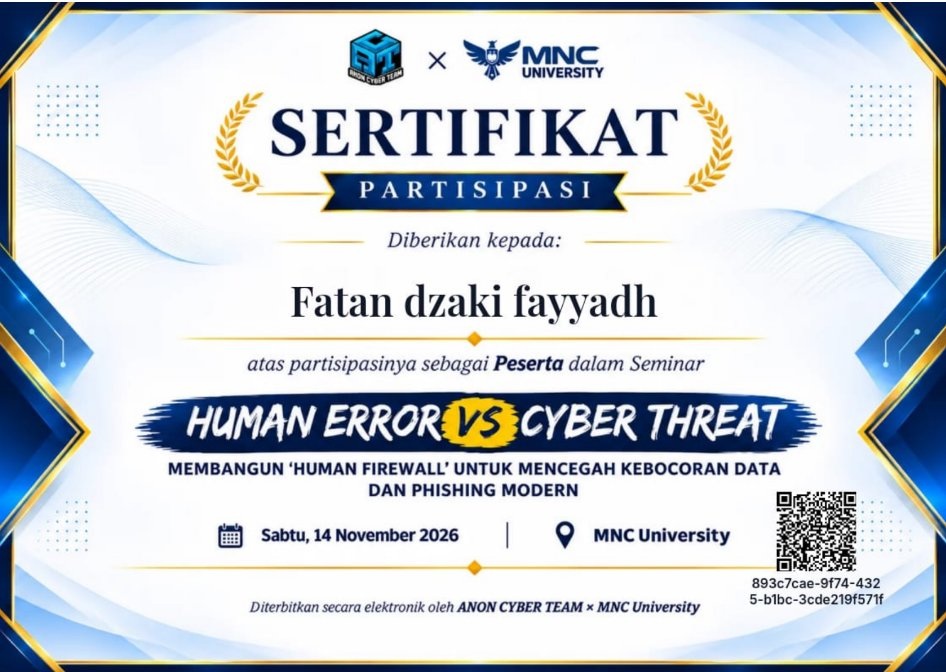 ANON CYBER TEAM
×
MNC
UNIVERSITY
SERTIFIKAT
PARTISIPASI
Diberikan kepada:
Fatan dzaki fayyadh
atas partisipasinya sebagai Peserta dalam Seminar
HUMAN ERROR VS CYBER THREAT
MEMBANGUN ‘HUMAN FIREWALL’ UNTUK MENCEGAH KEBOCORAN DATA
DAN PHISHING MODERN
Sabtu, 14 November 2026 | MNC University
893c7cae-9f74-432
5-b1bc-3cde219f571f
Diterbitkan secara elektronik oleh ANON CYBER TEAM × MNC University